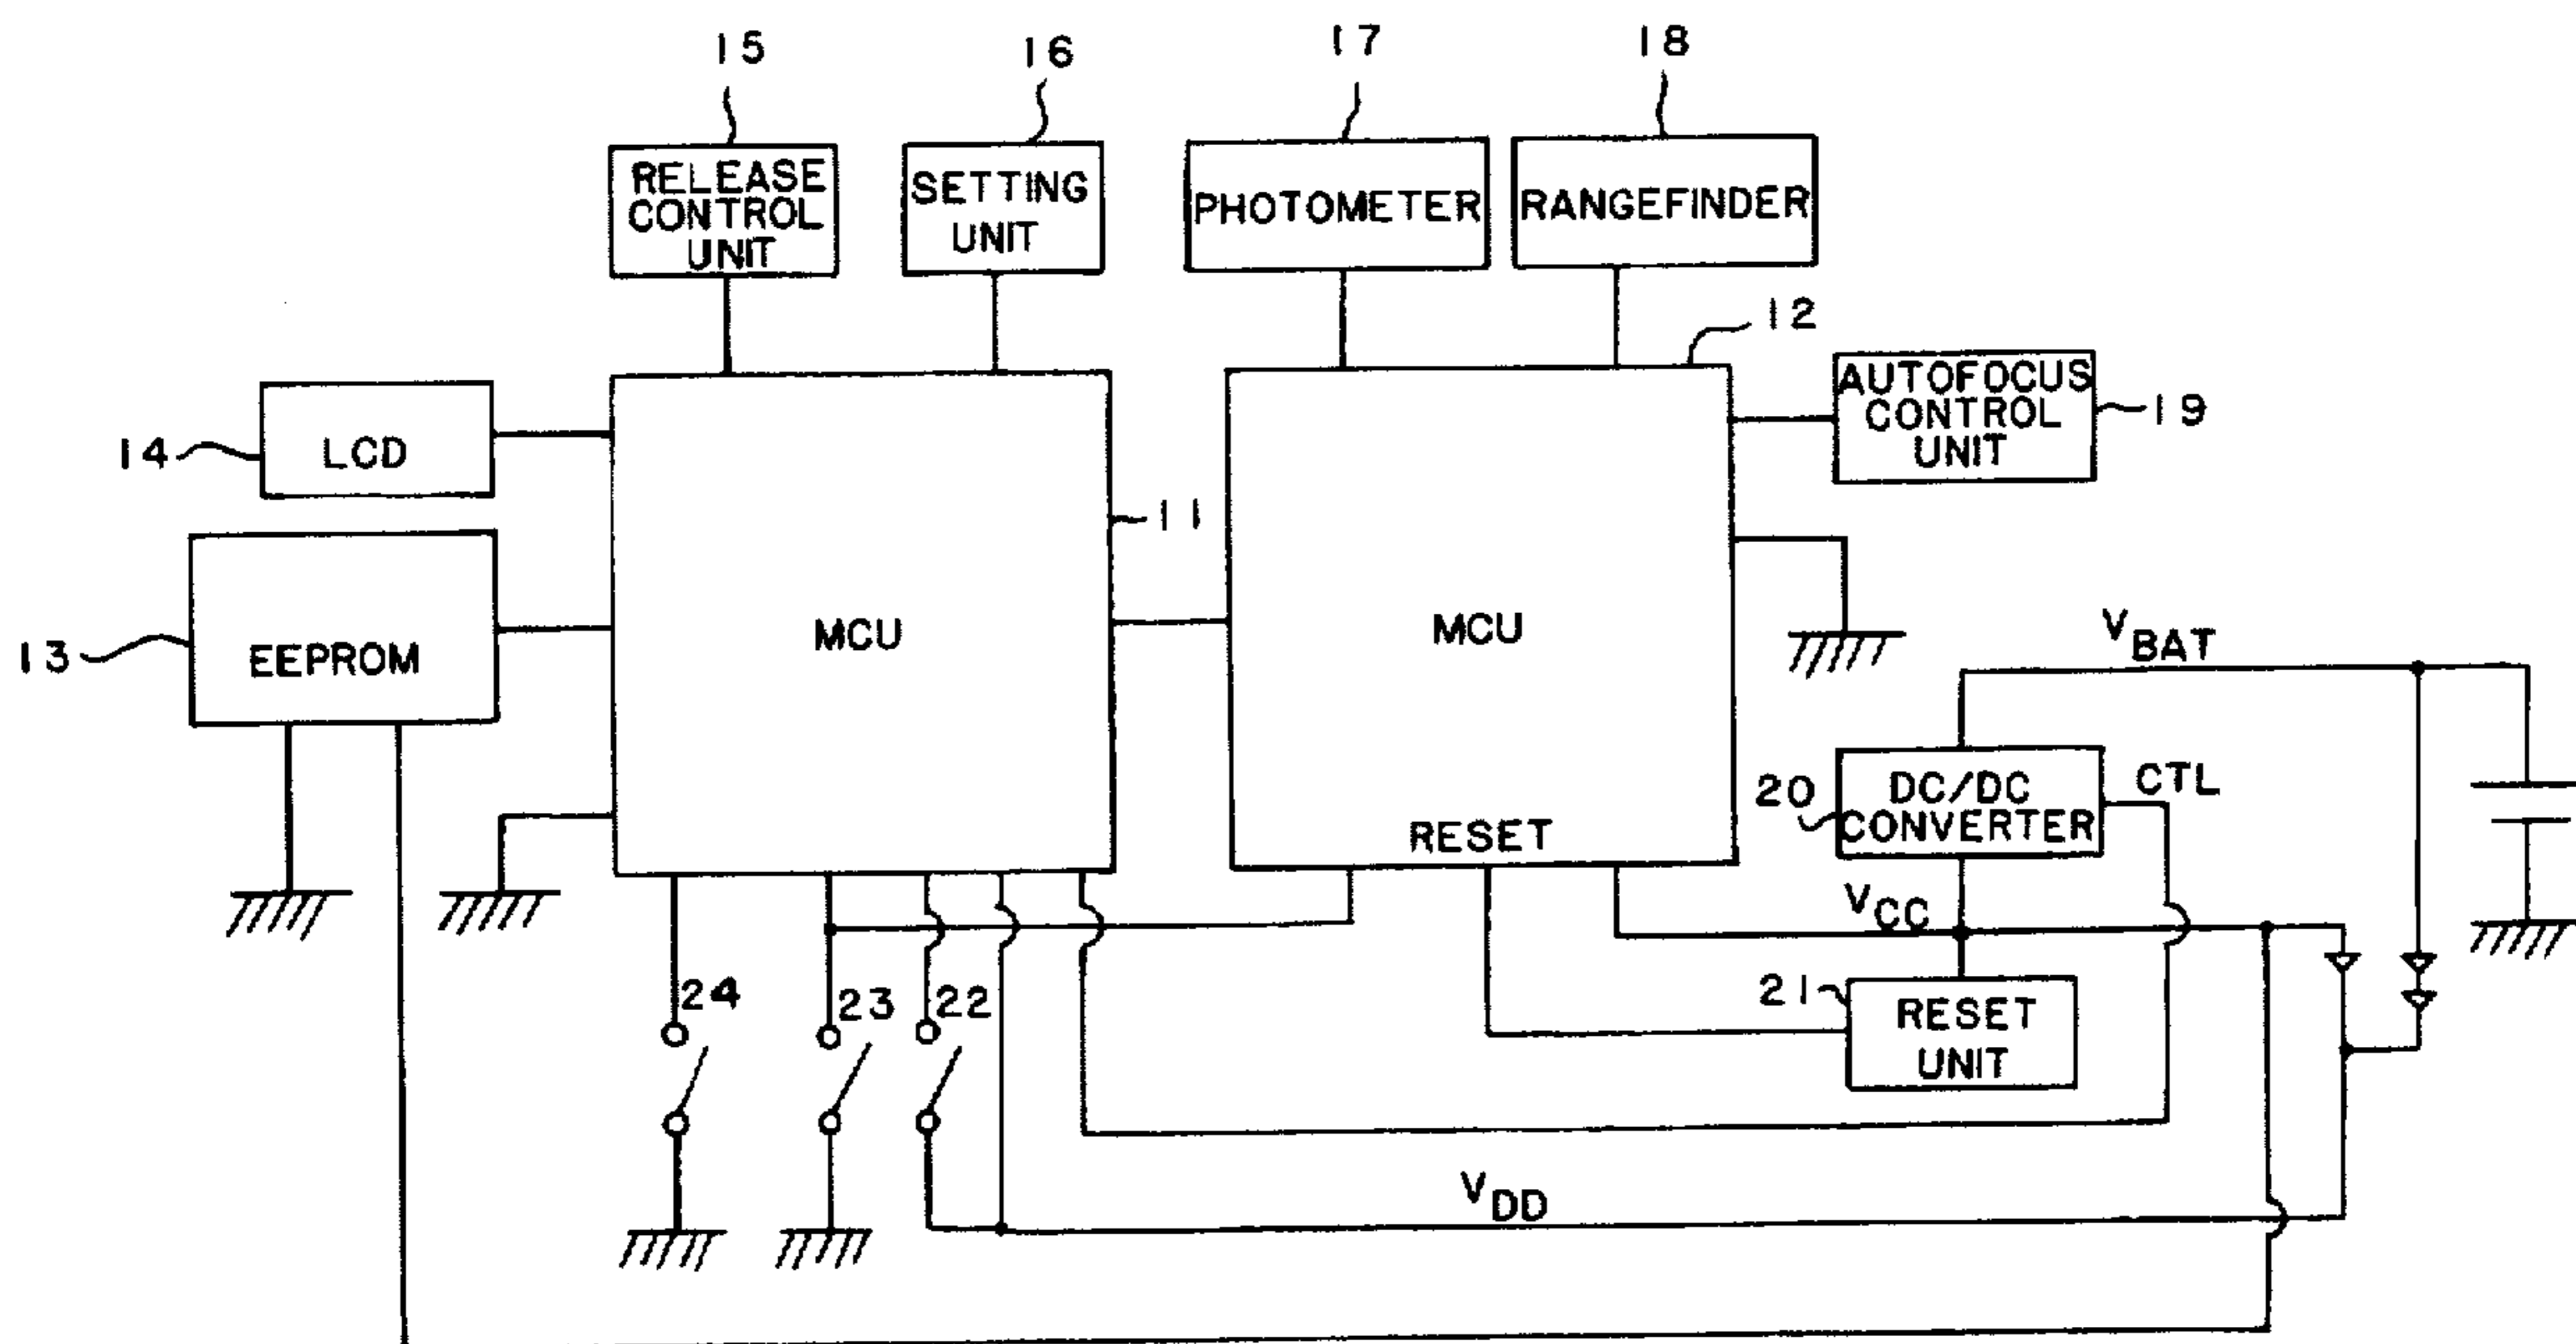 15
16
17
18
RELEASE
CONTROL
UNIT
SETTING
UNIT
PHOTOMETER
RANGEFINDER
12
AUTOFOCUS
CONTROL
UNIT
19
14
LCD
11
13
EEPROM
MCU
MCU
VBAT
20
DC/DC
CONVERTER
CTL
RESET
VCC
24
23
22
21
RESET
UNIT
VDD